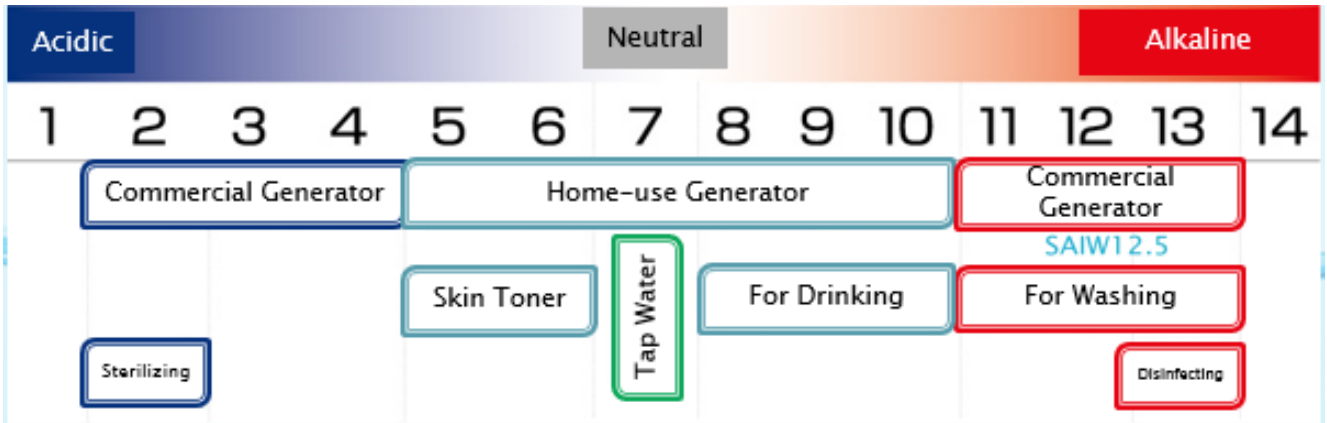 Acidic Neutral Alkaline
1 2 3 4 5 6 7 8 9 10 11 12 13 14
Commercial Generator Home-use Generator Commercial
Generator
SAIW12.5
Skin Toner Tap Water For Drinking For Washing
Sterilizing Disinfecting